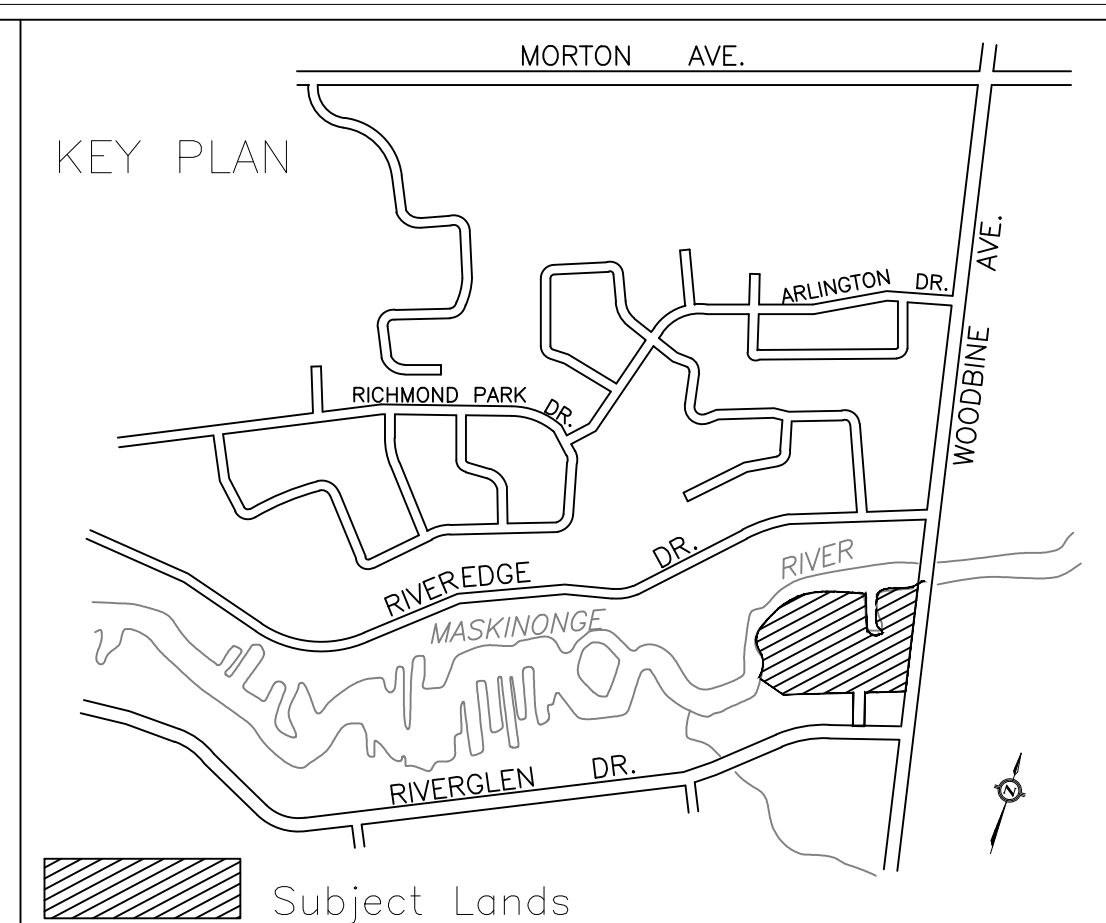 MORTON AVE.
KEY PLAN
WOODBINE AVE.
ARLINGTON DR.
RICHMOND PARK DR.
RIVEREDGE DR.
MASKINONGE RIVER
RIVERGLEN DR.
N
Subject Lands